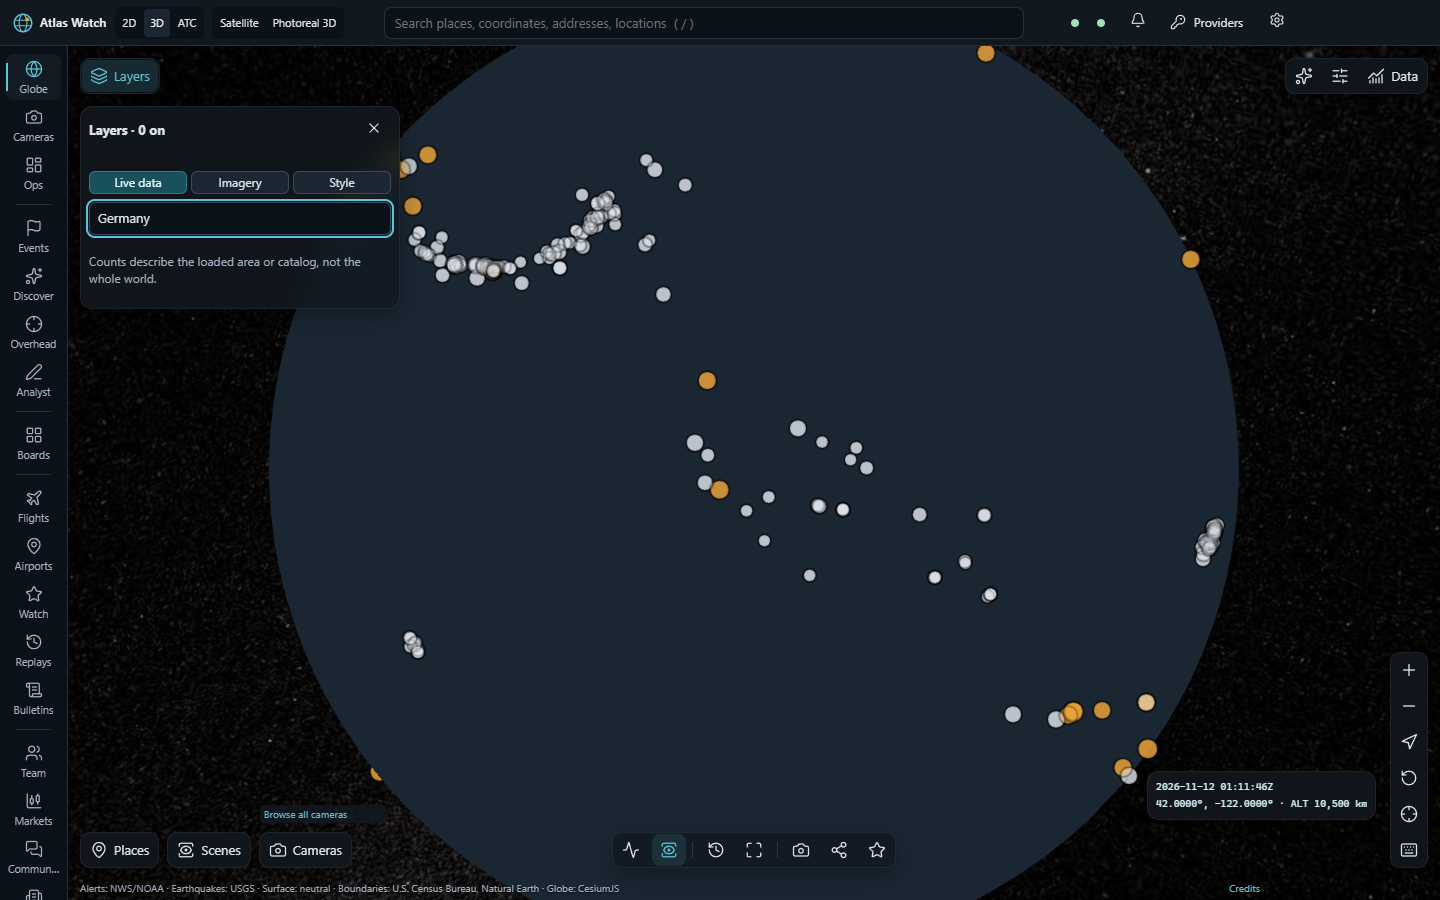 Atlas Watch
2D 3D ATC
Satellite Photoreal 3D
Search places, coordinates, addresses, locations ( / )
Providers
Globe
Cameras
Ops
Events
Discover
Overhead
Analyst
Boards
Flights
Airports
Watch
Replays
Bulletins
Team
Markets
Commun...
Layers
Data
Layers · 0 on
Live data Imagery Style
Germany
Counts describe the loaded area or catalog, not the
whole world.
2026-11-12 01:11:46Z
42.0000°, -122.0000° · ALT 10,500 km
Browse all cameras
Places Scenes Cameras
Alerts: NWS/NOAA · Earthquakes: USGS · Surface: neutral · Boundaries: U.S. Census Bureau, Natural Earth · Globe: CesiumJS
Credits